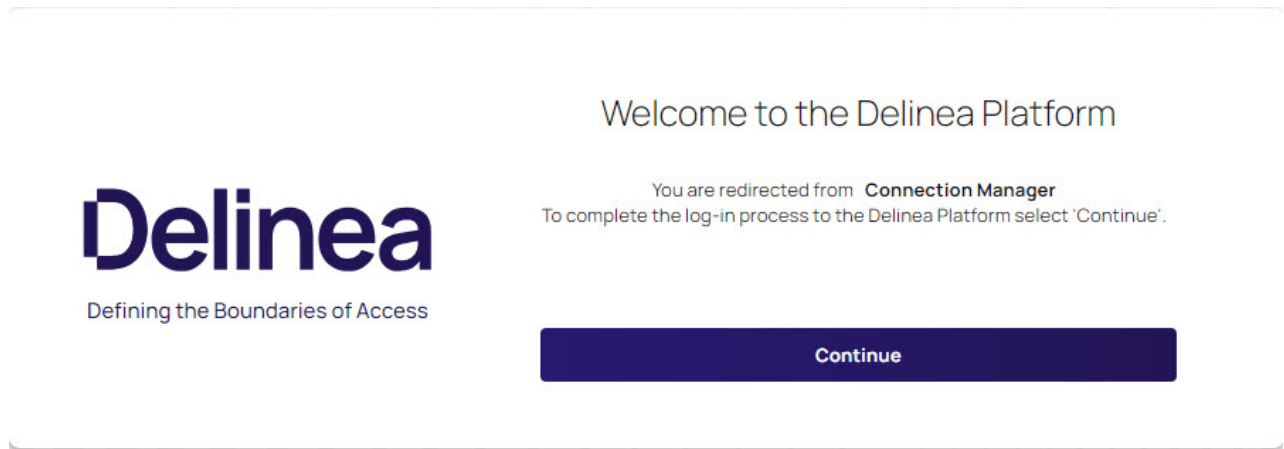 Welcome to the Delinea Platform
You are redirected from Connection Manager
To complete the log-in process to the Delinea Platform select 'Continue'.
Delinea
Defining the Boundaries of Access
Continue